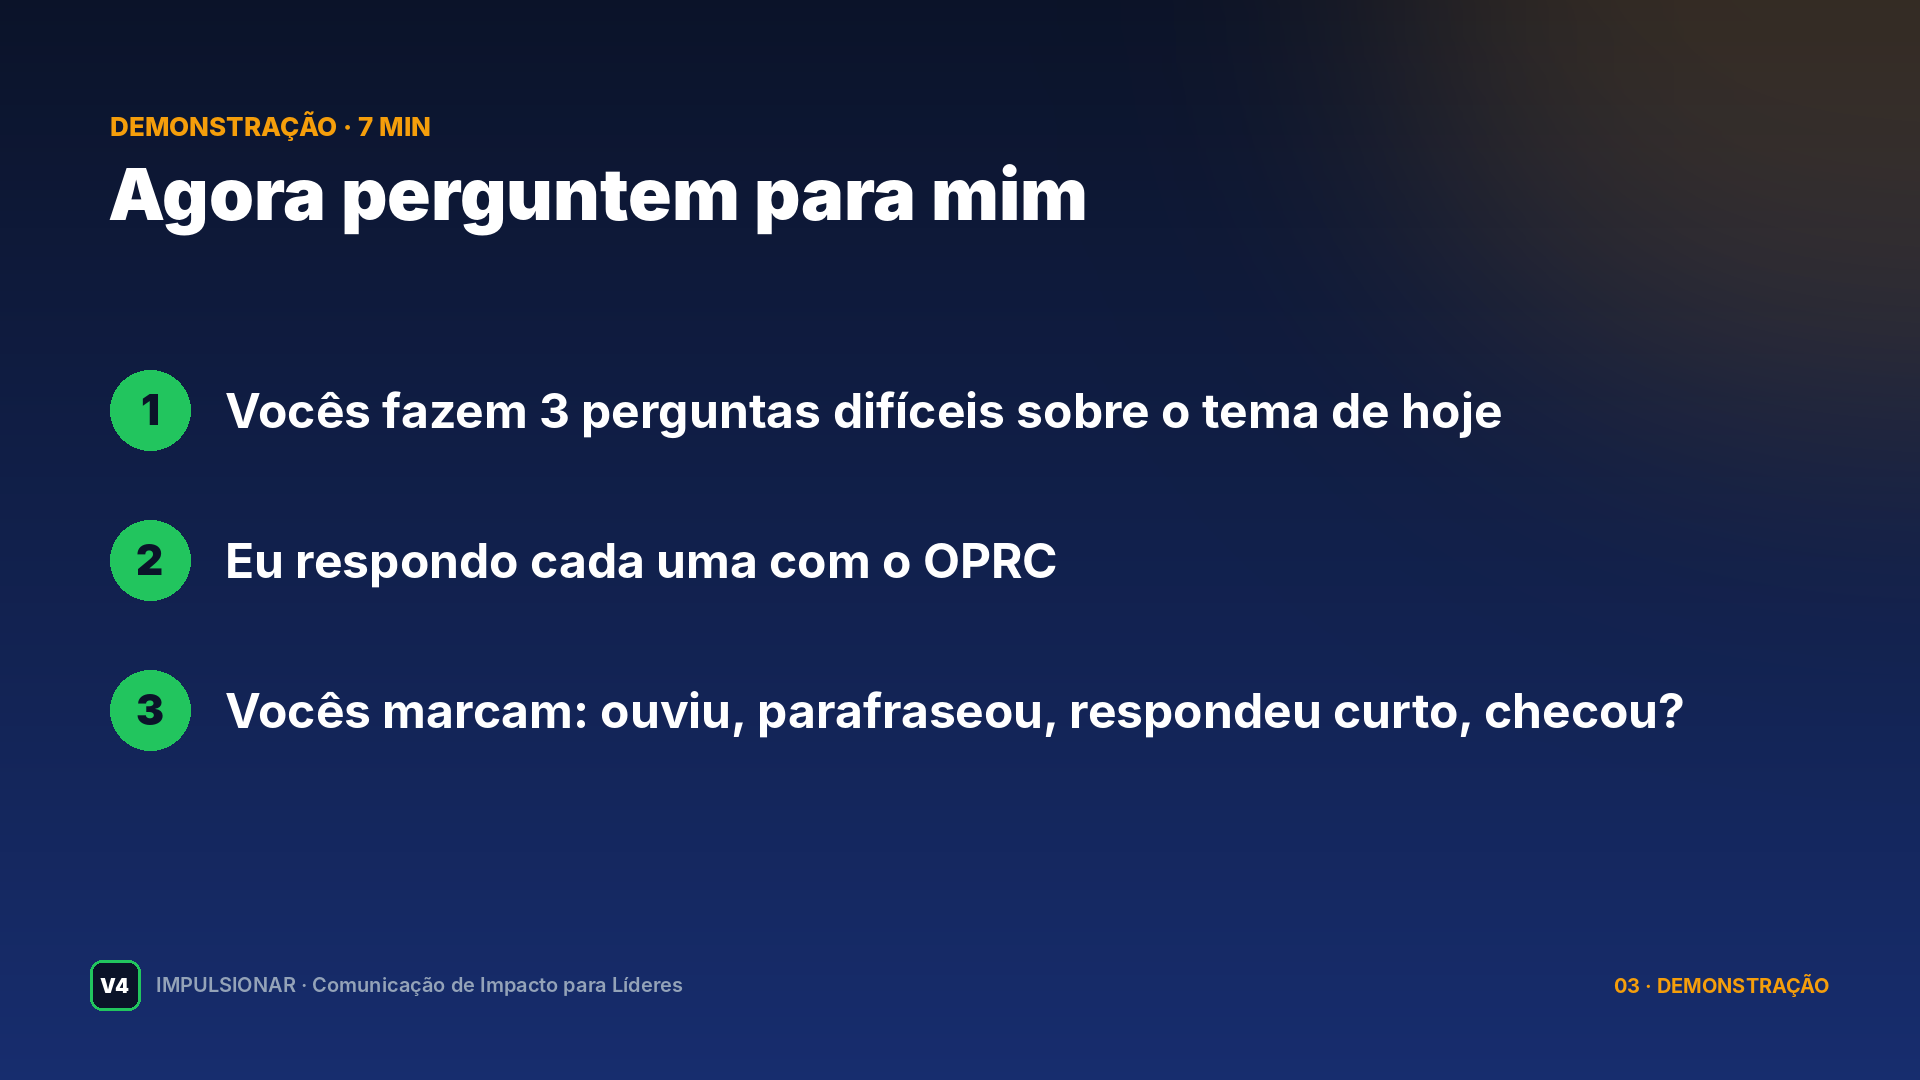 DEMONSTRAÇÃO · 7 MIN
Agora perguntem para mim
1 Vocês fazem 3 perguntas difíceis sobre o tema de hoje
2 Eu respondo cada uma com o OPRC
3 Vocês marcam: ouviu, parafraseou, respondeu curto, checou?
V4 IMPULSIONAR · Comunicação de Impacto para Líderes
03 · DEMONSTRAÇÃO